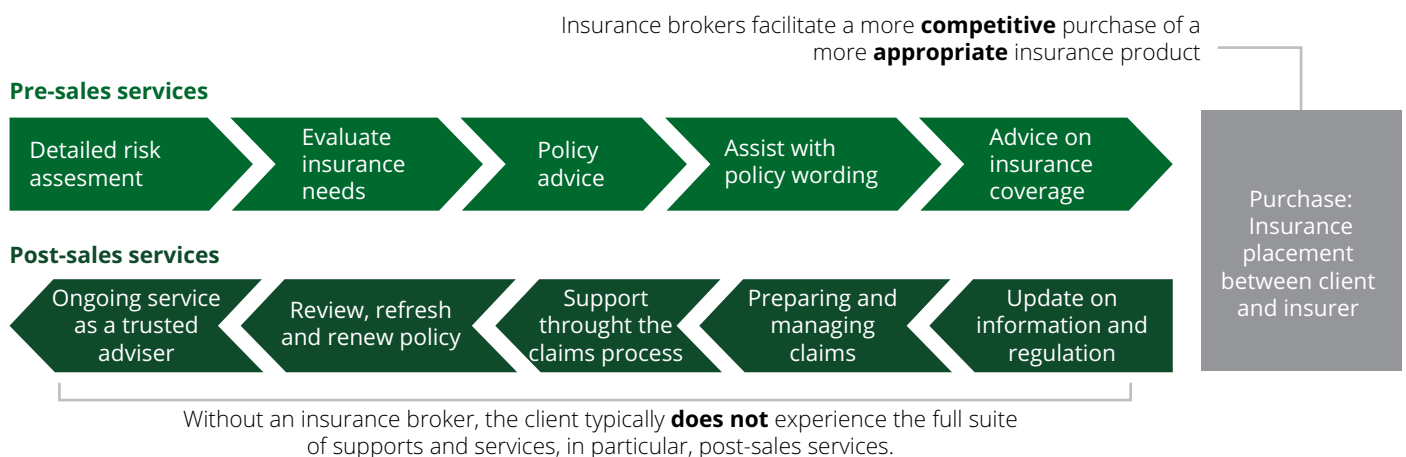 Insurance brokers facilitate a more competitive purchase of a
more appropriate insurance product
Pre-sales services
Detailed risk
assesment
Evaluate
insurance
needs
Policy
advice
Assist with
policy wording
Advice on
insurance
coverage
Purchase:
Insurance
placement
between client
and insurer
Post-sales services
Ongoing service
as a trusted
adviser
Review, refresh
and renew policy
Support
throught the
claims process
Preparing and
managing
claims
Update on
information and
regulation
Without an insurance broker, the client typically does not experience the full suite
of supports and services, in particular, post-sales services.